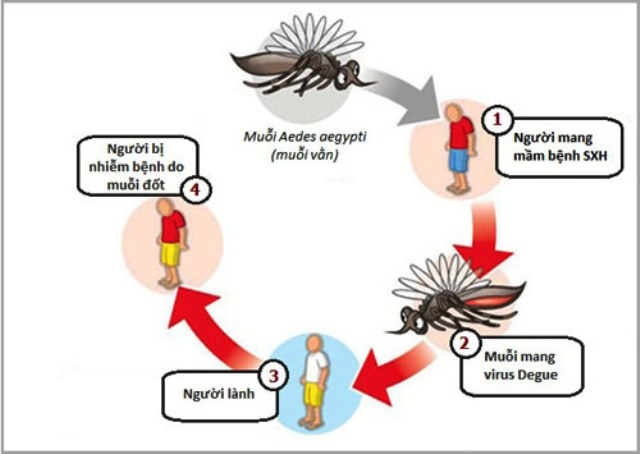 Muỗi Aedes aegypti
(muỗi vằn)
1
Người mang
mầm bệnh SXH
2
Muỗi mang
virus Degue
3
Người lành
4
Người bị
nhiễm bệnh do
muỗi đốt